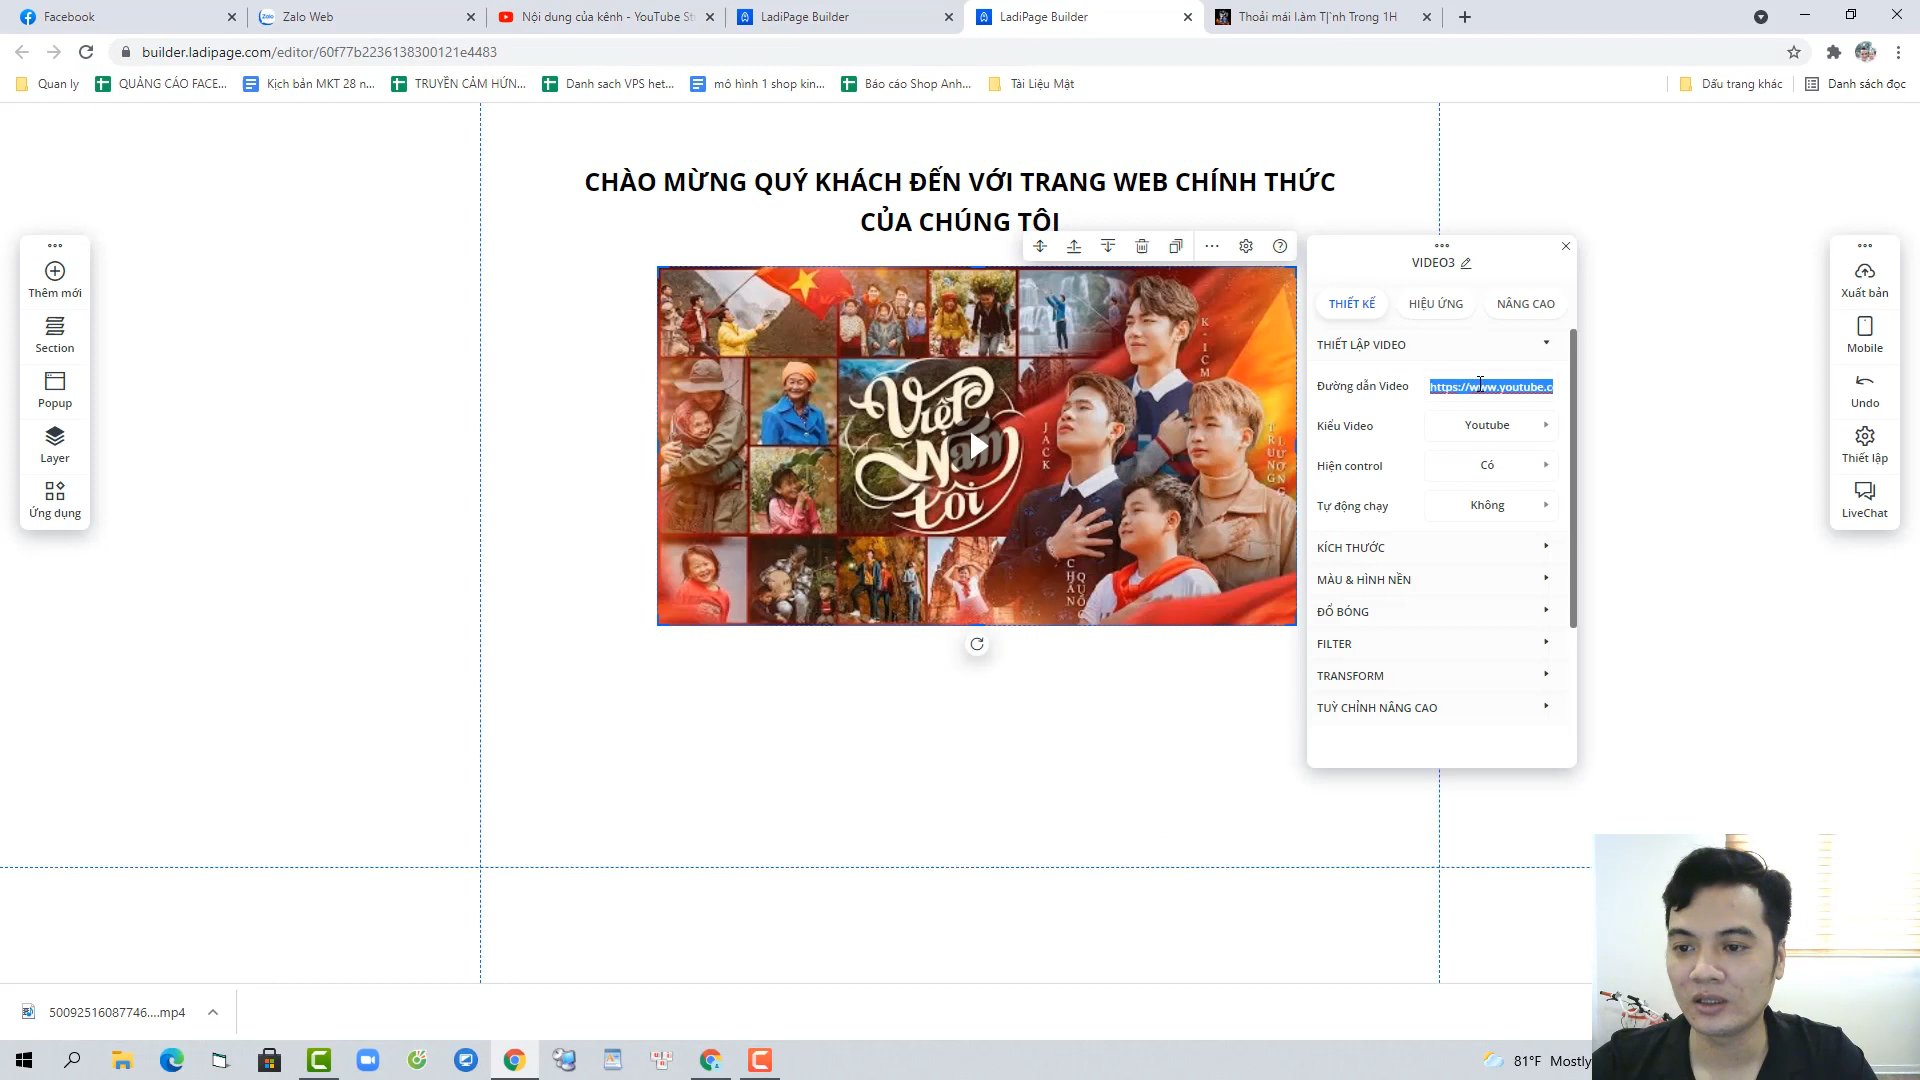 Facebook
Zalo Web
Nội dung của kênh - YouTube St
LadiPage Builder
LadiPage Builder
Thoải mái l.àm T|`nh Trong 1H
builder.ladipage.com/editor/60f77b2236138300121e4483
Quan ly
QUẢNG CÁO FACE...
Kịch bản MKT 28 n...
TRUYỀN CẢM HỨN...
Danh sach VPS het...
mô hình 1 shop kin...
Báo cáo Shop Anh...
Tài Liệu Mật
Dấu trang khác
Danh sách đọc
CHÀO MỪNG QUÝ KHÁCH ĐẾN VỚI TRANG WEB CHÍNH THỨC
CỦA CHÚNG TÔI
Thêm mới
Section
Popup
Layer
Ứng dụng
K-ICM
JACK
Việt
Nam
tôi
TRUNG LƯƠNG
CHẤN QUỐC
VIDEO3
THIẾT KẾ
HIỆU ỨNG
NÂNG CAO
THIẾT LẬP VIDEO
Đường dẫn Video
https://www.youtube.c
Kiểu Video
Youtube
Hiện control
Có
Tự động chạy
Không
KÍCH THƯỚC
MÀU & HÌNH NỀN
ĐỔ BÓNG
FILTER
TRANSFORM
TUỲ CHỈNH NÂNG CAO
Xuất bản
Mobile
Undo
Thiết lập
LiveChat
50092516087746....mp4
81°F Mostly